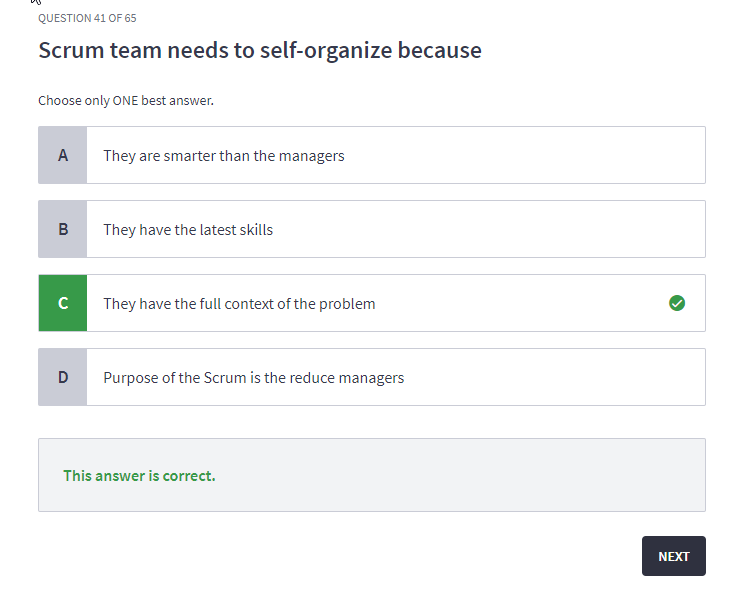 QUESTION 41 OF 65
Scrum team needs to self-organize because
Choose only ONE best answer.
A
They are smarter than the managers
B
They have the latest skills
C
They have the full context of the problem
D
Purpose of the Scrum is the reduce managers
This answer is correct.
NEXT